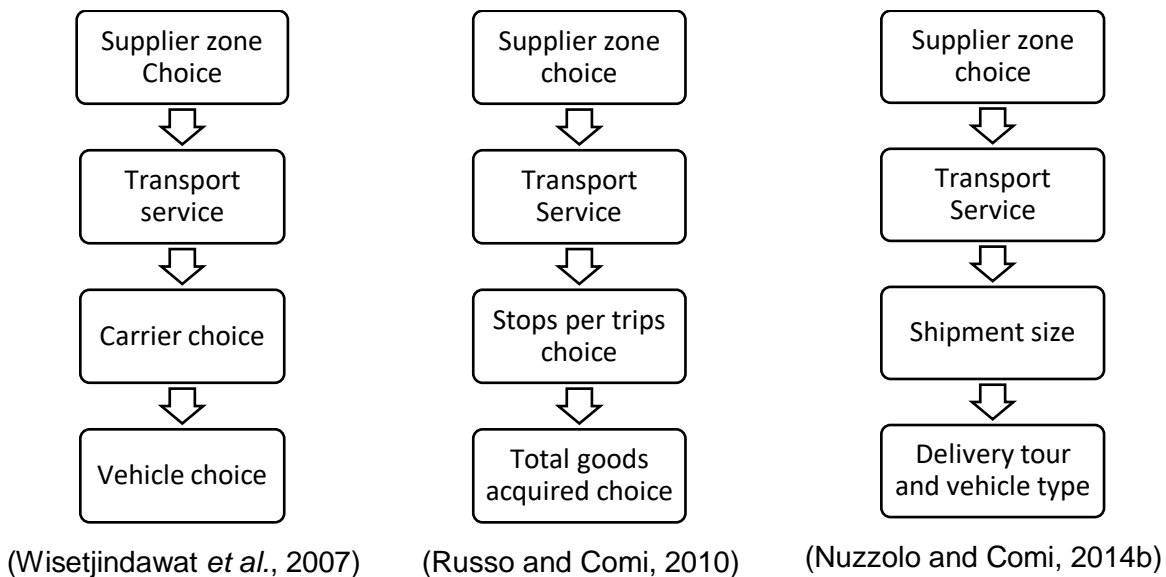 Supplier zone
Choice
Transport
service
Carrier choice
Vehicle choice
(Wisetjindawat et al., 2007)
Supplier zone
choice
Transport
Service
Stops per trips
choice
Total goods
acquired choice
(Russo and Comi, 2010)
Supplier zone
choice
Transport
Service
Shipment size
Delivery tour
and vehicle type
(Nuzzolo and Comi, 2014b)